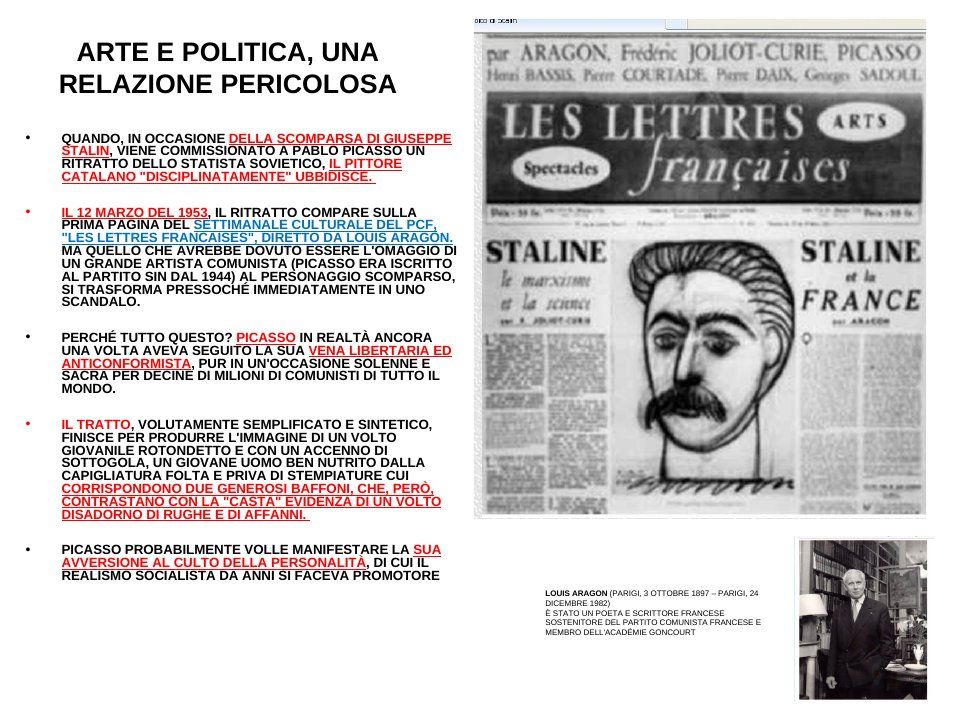 ARTE E POLITICA, UNA
RELAZIONE PERICOLOSA
• QUANDO, IN OCCASIONE DELLA SCOMPARSA DI GIUSEPPE
STALIN, VIENE COMMISSIONATO A PABLO PICASSO UN
RITRATTO DELLO STATISTA SOVIETICO, IL PITTORE
CATALANO "DISCIPLINATAMENTE" UBBIDISCE.
• IL 12 MARZO DEL 1953, IL RITRATTO COMPARE SULLA
PRIMA PAGINA DEL SETTIMANALE CULTURALE DEL PCF,
"LES LETTRES FRANCAISES", DIRETTO DA LOUIS ARAGON.
MA QUELLO CHE AVREBBE DOVUTO ESSERE L'OMAGGIO DI
UN GRANDE ARTISTA COMUNISTA (PICASSO ERA ISCRITTO
AL PARTITO SIN DAL 1944) AL PERSONAGGIO SCOMPARSO,
SI TRASFORMA PRESSOCHÉ IMMEDIATAMENTE IN UNO
SCANDALO.
• PERCHÉ TUTTO QUESTO? PICASSO IN REALTÀ ANCORA
UNA VOLTA AVEVA SEGUITO LA SUA VENA LIBERTARIA ED
ANTICONFORMISTA, PUR IN UN'OCCASIONE SOLENNE E
SACRA PER DECINE DI MILIONI DI COMUNISTI DI TUTTO IL
MONDO.
• IL TRATTO, VOLUTAMENTE SEMPLIFICATO E SINTETICO,
FINISCE PER PRODURRE L'IMMAGINE DI UN VOLTO
GIOVANILE ROTONDETTO E CON UN ACCENNO DI
SOTTOGOLA, UN GIOVANE UOMO BEN NUTRITO DALLA
CAPIGLIATURA FOLTA E PRIVA DI STEMPIATURE CUI
CORRISPONDONO DUE GENEROSI BAFFONI, CHE, PERÒ,
CONTRASTANO CON LA "CASTA" EVIDENZA DI UN VOLTO
DISADORNO DI RUGHE E DI AFFANNI.
• PICASSO PROBABILMENTE VOLLE MANIFESTARE LA SUA
AVVERSIONE AL CULTO DELLA PERSONALITÀ, DI CUI IL
REALISMO SOCIALISTA DA ANNI SI FACEVA PROMOTORE
par ARAGON, Frédéric JOLIOT-CURIE, PICASSO
Henri BASSIS, Pierre COURTADE, Pierre DAIX, Georges SADOUL
LES LETTRES
ARTS
Spectacles
françaises
STALINE
le marxisme
et la science
par F. JOLIOT-CURIE
STALINE
et la
FRANCE
par ARAGON
LOUIS ARAGON (PARIGI, 3 OTTOBRE 1897 – PARIGI, 24
DICEMBRE 1982)
È STATO UN POETA E SCRITTORE FRANCESE
SOSTENITORE DEL PARTITO COMUNISTA FRANCESE E
MEMBRO DELL'ACADÉMIE GONCOURT